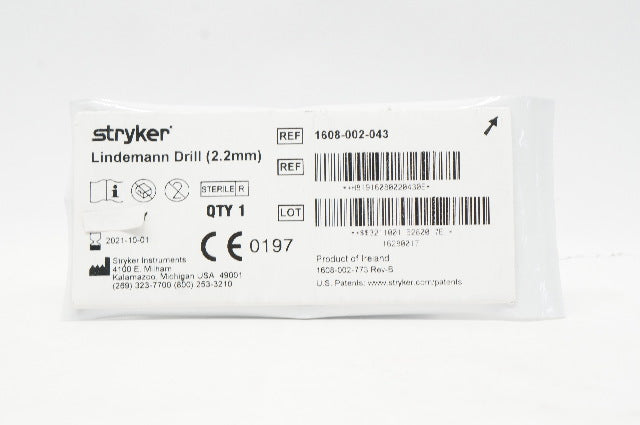 stryker
Lindemann Drill (2.2mm)
STERILE R
QTY 1
2021-10-01
CE 0197
Stryker Instruments
4100 E. Milham
Kalamazoo, Michigan USA 49001
(269) 323-7700 (800) 253-3210
REF 1608-002-043
REF
LOT
16290217
Product of Ireland
1608-002-773 Rev-B
U.S. Patents: www.stryker.com/patents